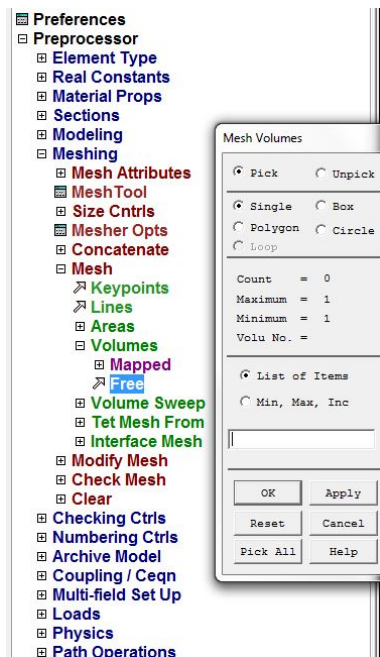 Preferences
Preprocessor
Element Type
Real Constants
Material Props
Sections
Modeling
Meshing
Mesh Attributes
MeshTool
Size Cntrls
Mesher Opts
Concatenate
Mesh
Keypoints
Lines
Areas
Volumes
Mapped
Free
Volume Sweep
Tet Mesh From
Interface Mesh
Modify Mesh
Check Mesh
Clear
Checking Ctrls
Numbering Ctrls
Archive Model
Coupling / Ceqn
Multi-field Set Up
Loads
Physics
Path Operations
Mesh Volumes
Pick Unpick
Single Box
Polygon Circle
Loop
Count = 0
Maximum = 1
Minimum = 1
Volu No. =
List of Items
Min, Max, Inc
OK Apply
Reset Cancel
Pick All Help